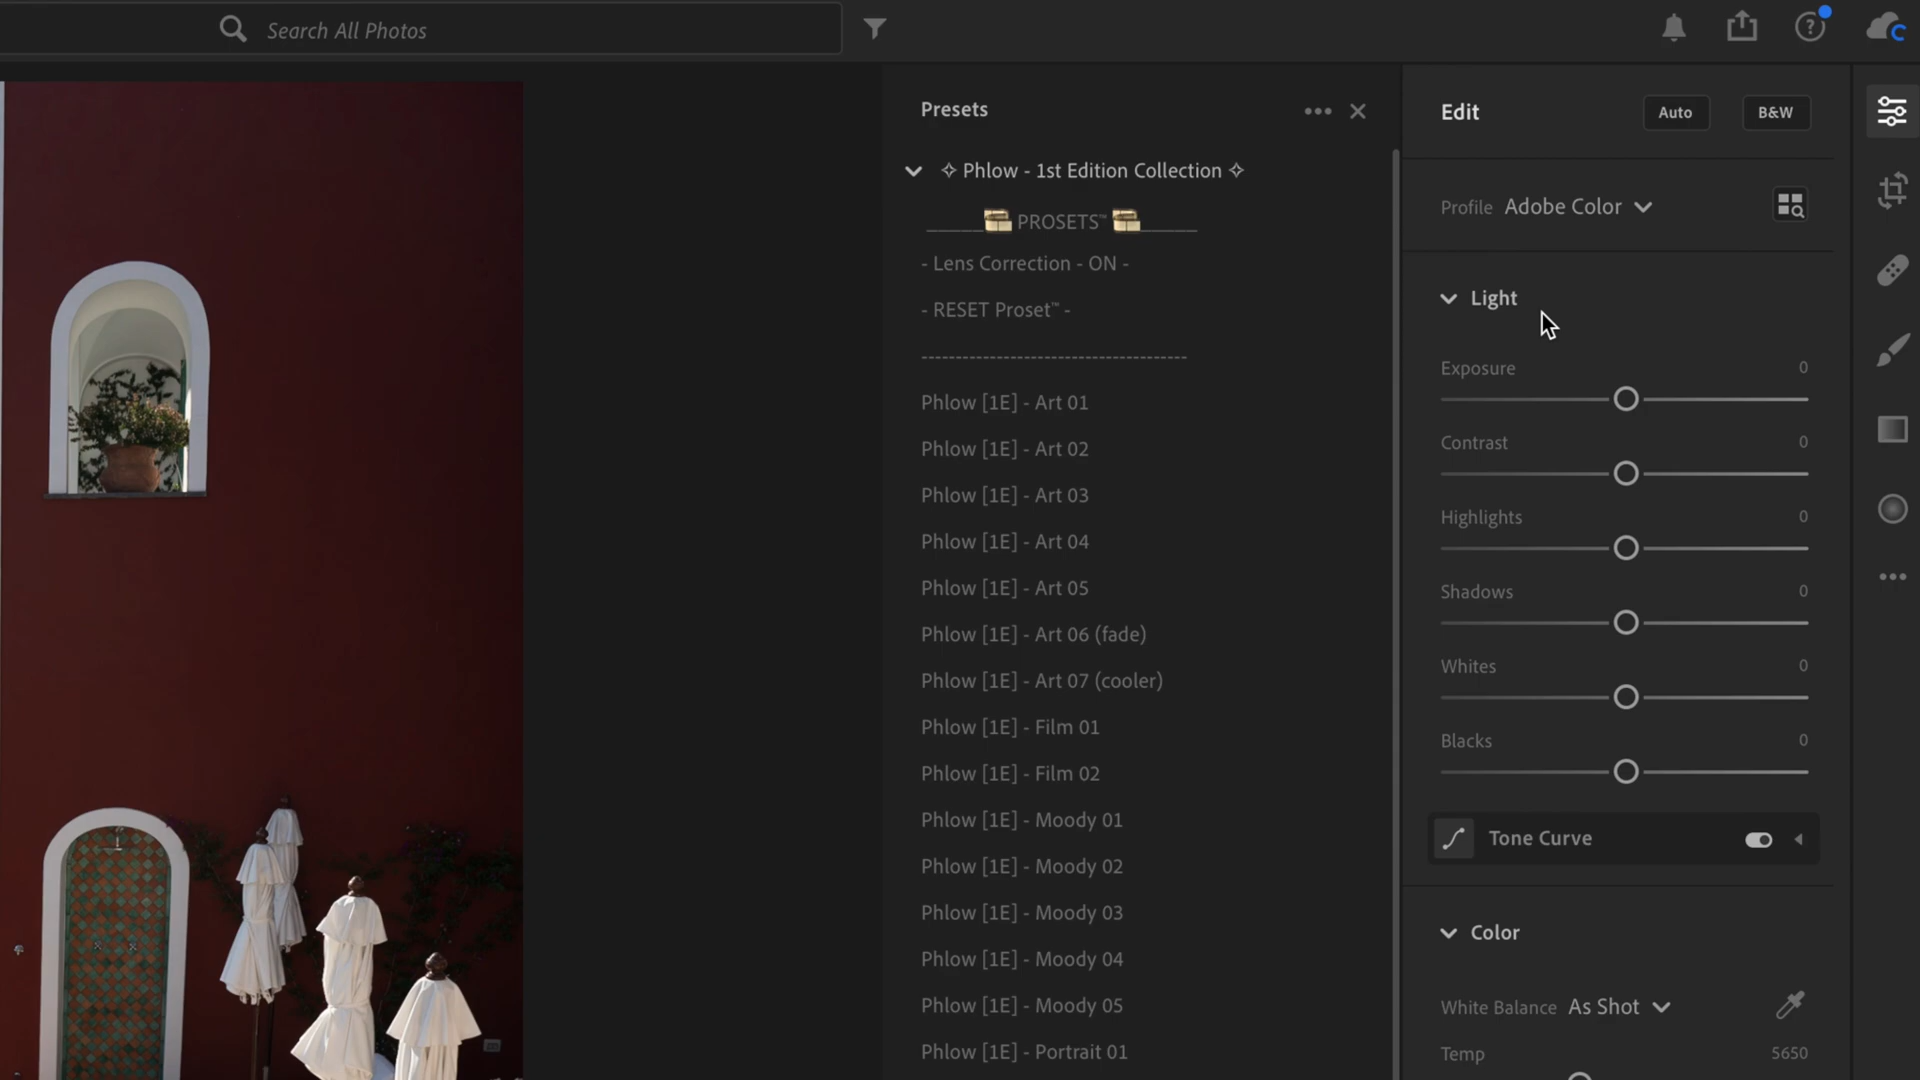 Search All Photos
Presets
✧ Phlow - 1st Edition Collection ✧
_____ PROSETS™ _____
- Lens Correction - ON -
- RESET Proset™ -
--------------------------------------
Phlow [1E] - Art 01
Phlow [1E] - Art 02
Phlow [1E] - Art 03
Phlow [1E] - Art 04
Phlow [1E] - Art 05
Phlow [1E] - Art 06 (fade)
Phlow [1E] - Art 07 (cooler)
Phlow [1E] - Film 01
Phlow [1E] - Film 02
Phlow [1E] - Moody 01
Phlow [1E] - Moody 02
Phlow [1E] - Moody 03
Phlow [1E] - Moody 04
Phlow [1E] - Moody 05
Phlow [1E] - Portrait 01
Edit Auto B&W
Profile Adobe Color
Light
Exposure 0
Contrast 0
Highlights 0
Shadows 0
Whites 0
Blacks 0
Tone Curve
Color
White Balance As Shot
Temp 5650